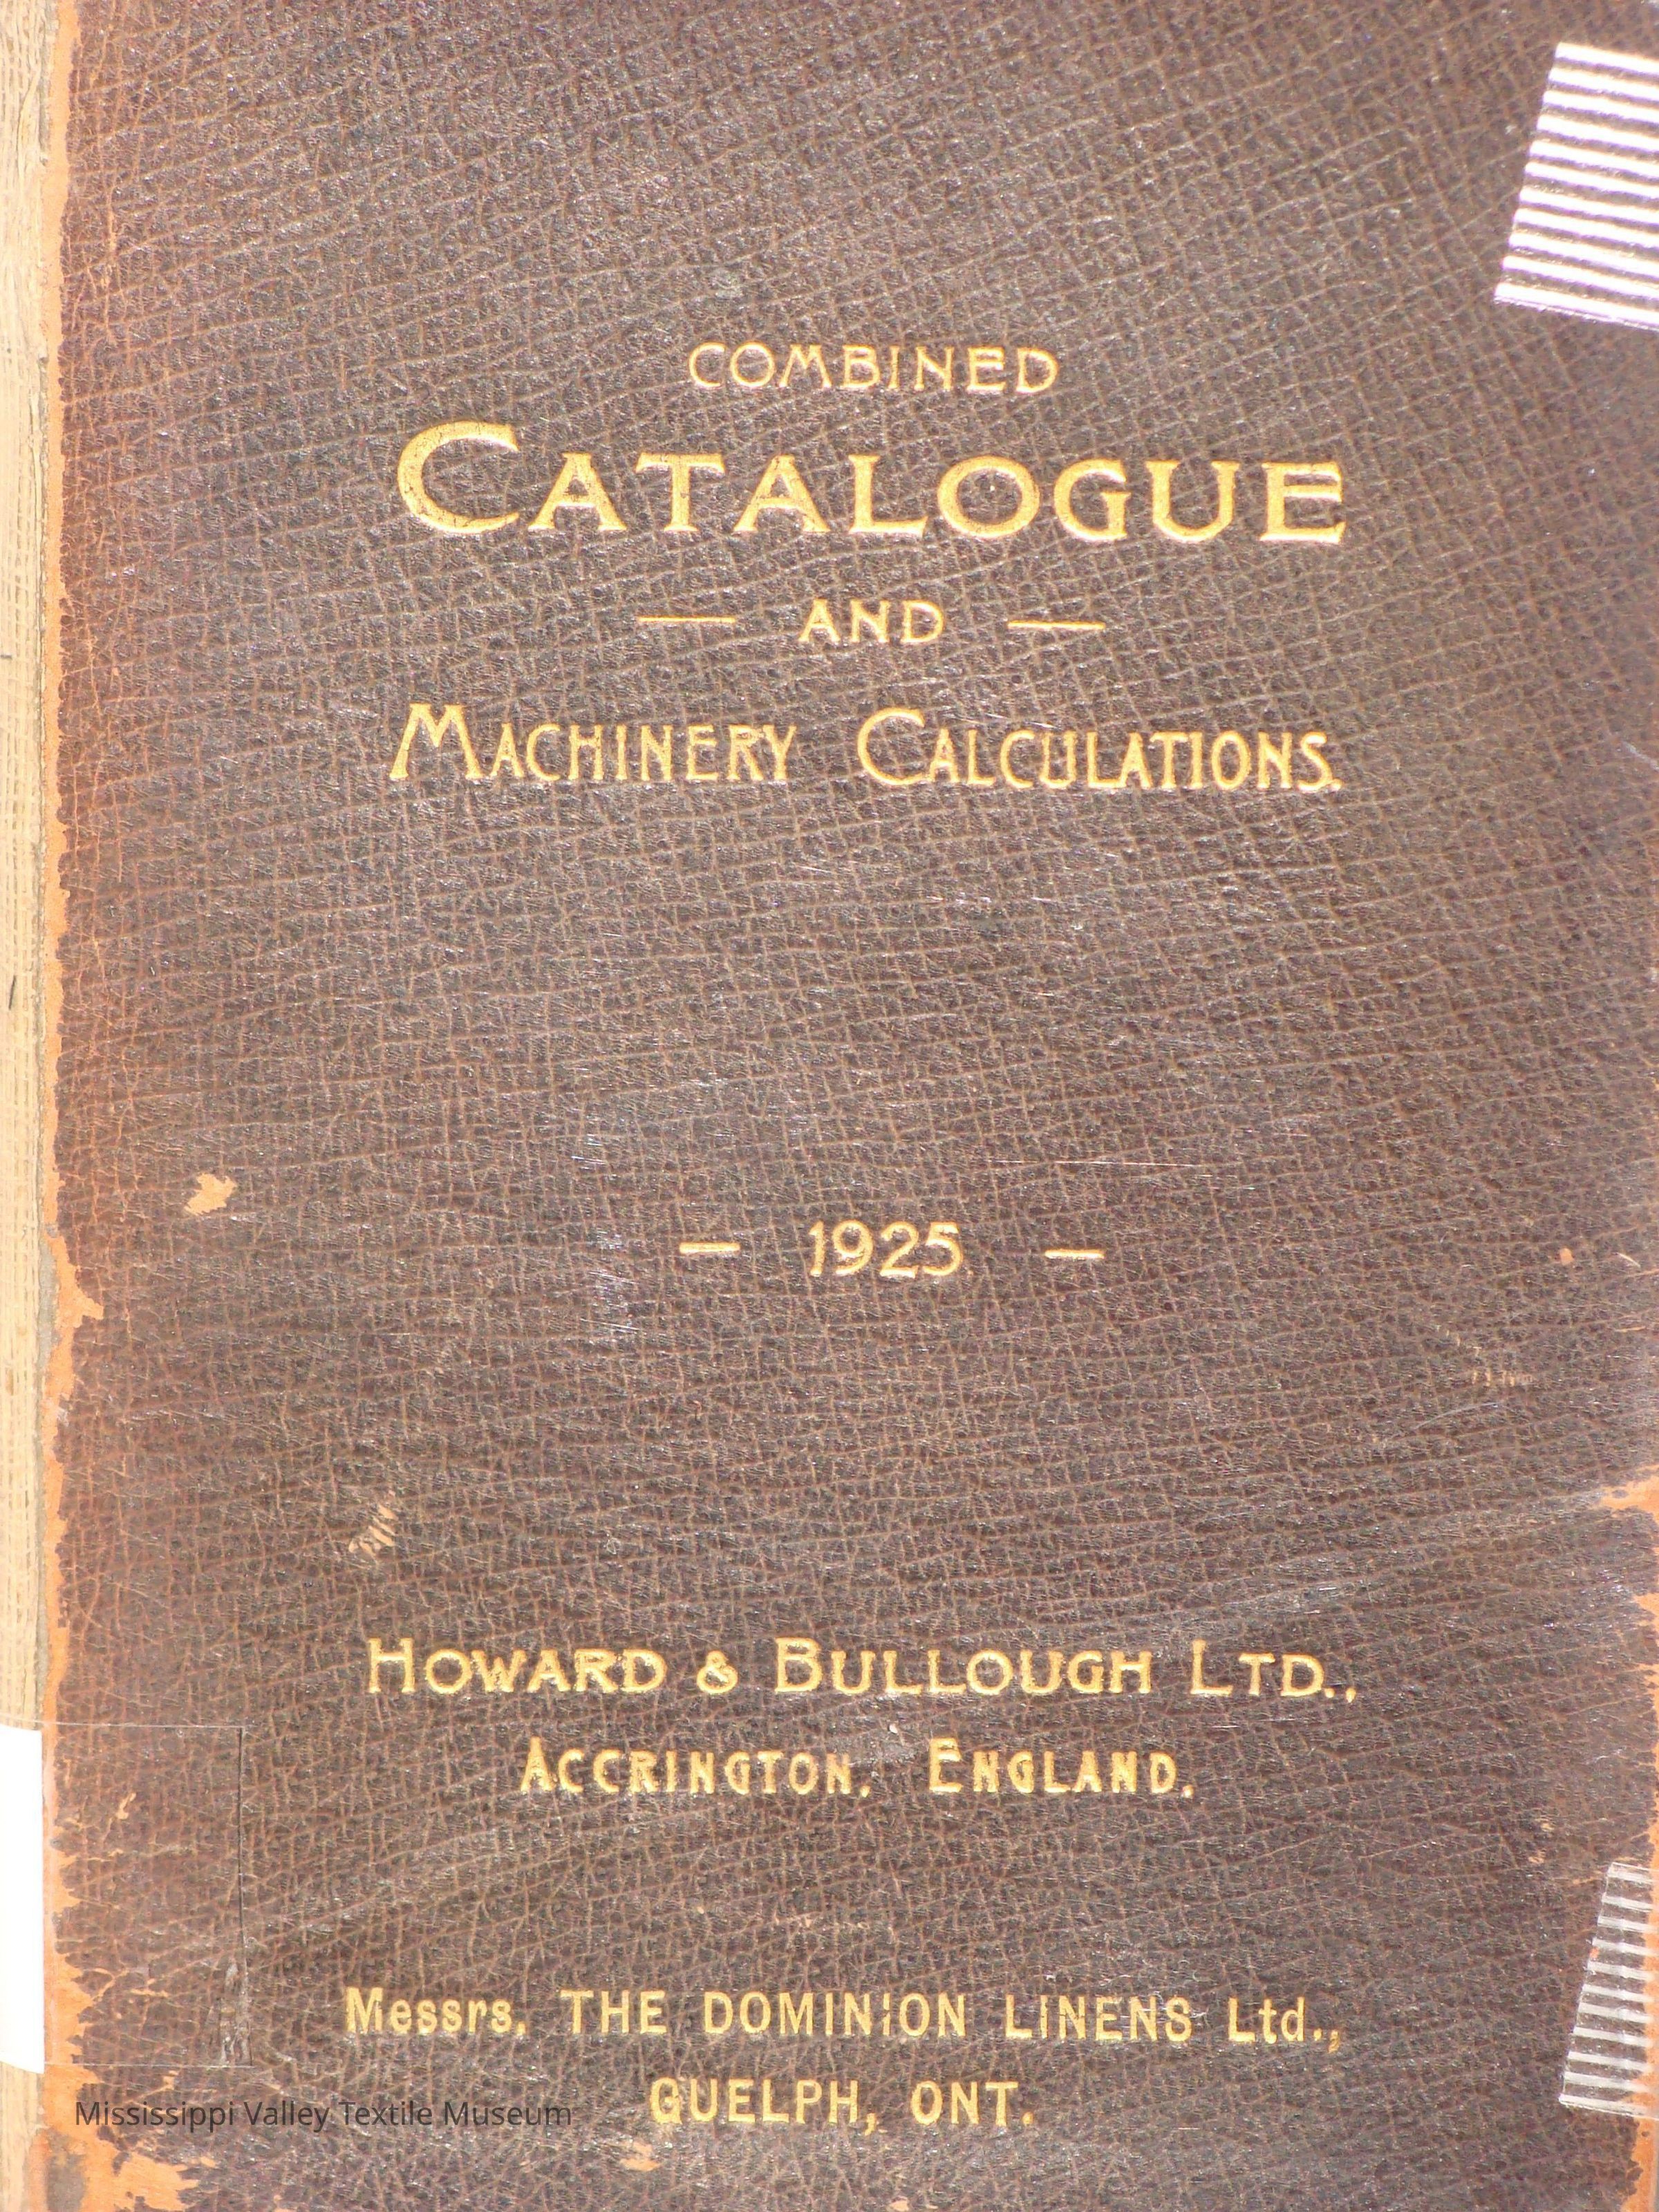 COMBINED
CATALOGUE
— AND —
MACHINERY CALCULATIONS.
— 1925 —
HOWARD & BULLOUGH LTD.,
ACCRINGTON, ENGLAND.
Messrs. THE DOMINION LINENS Ltd.,
GUELPH, ONT.
Mississippi Valley Textile Museum